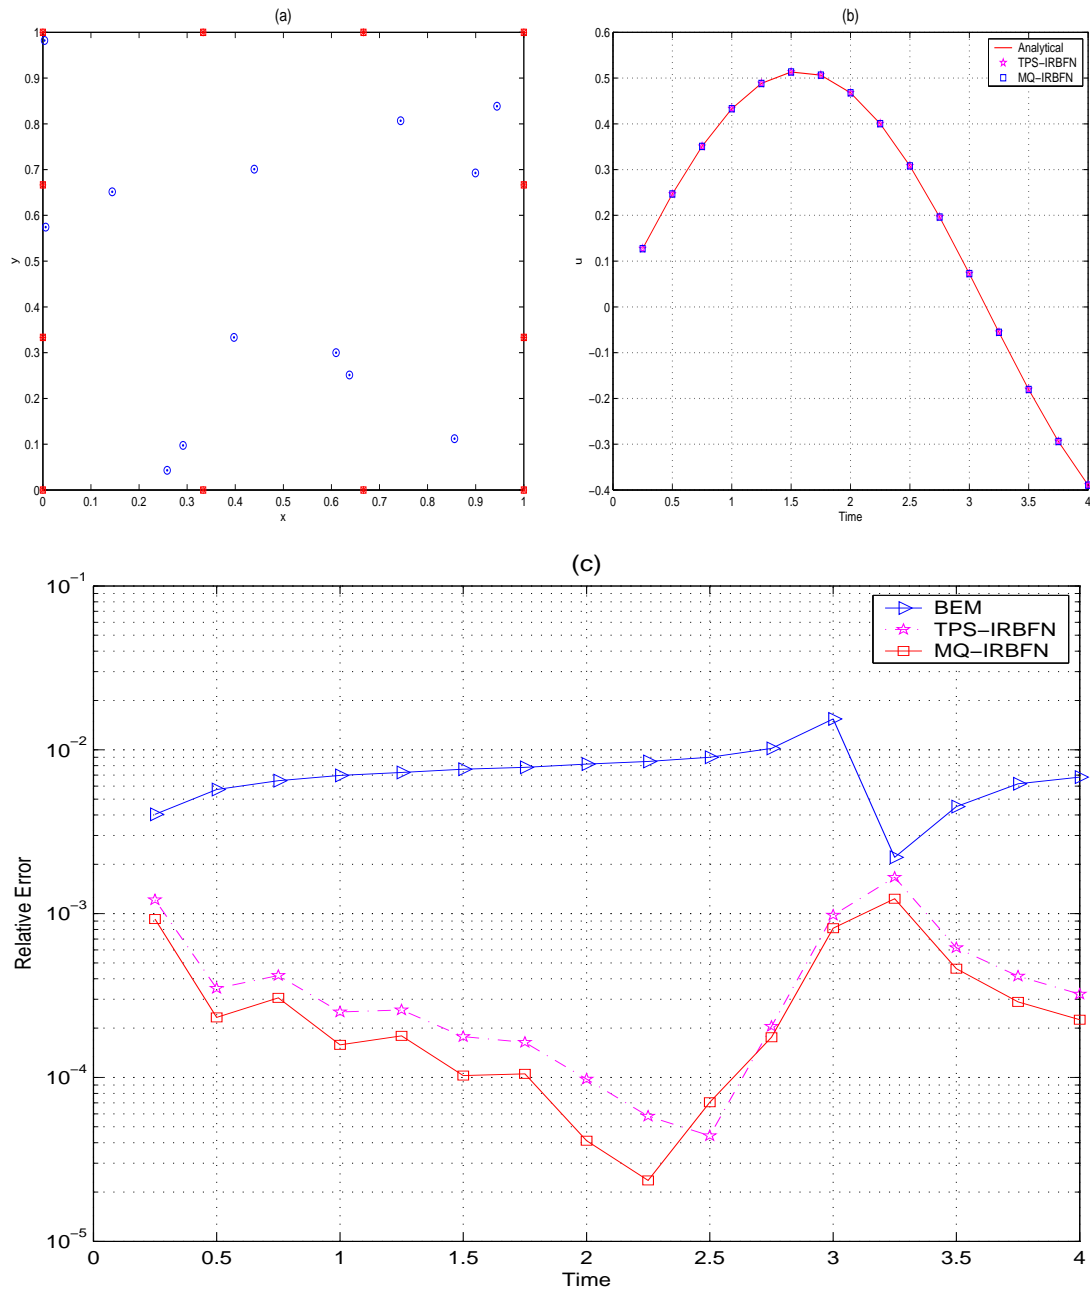 (a)
1
0.9
0.8
0.7
0.6
0.5
0.4
0.3
0.2
0.1
0
y
0 0.1 0.2 0.3 0.4 0.5 0.6 0.7 0.8 0.9 1
x
(b)
0.6
0.5
0.4
0.3
0.2
0.1
0
−0.1
−0.2
−0.3
−0.4
u
0 0.5 1 1.5 2 2.5 3 3.5 4
Time
Analytical
TPS−IRBFN
MQ−IRBFN
(c)
10−1
10−2
10−3
10−4
10−5
Relative Error
0 0.5 1 1.5 2 2.5 3 3.5 4
Time
BEM
TPS−IRBFN
MQ−IRBFN